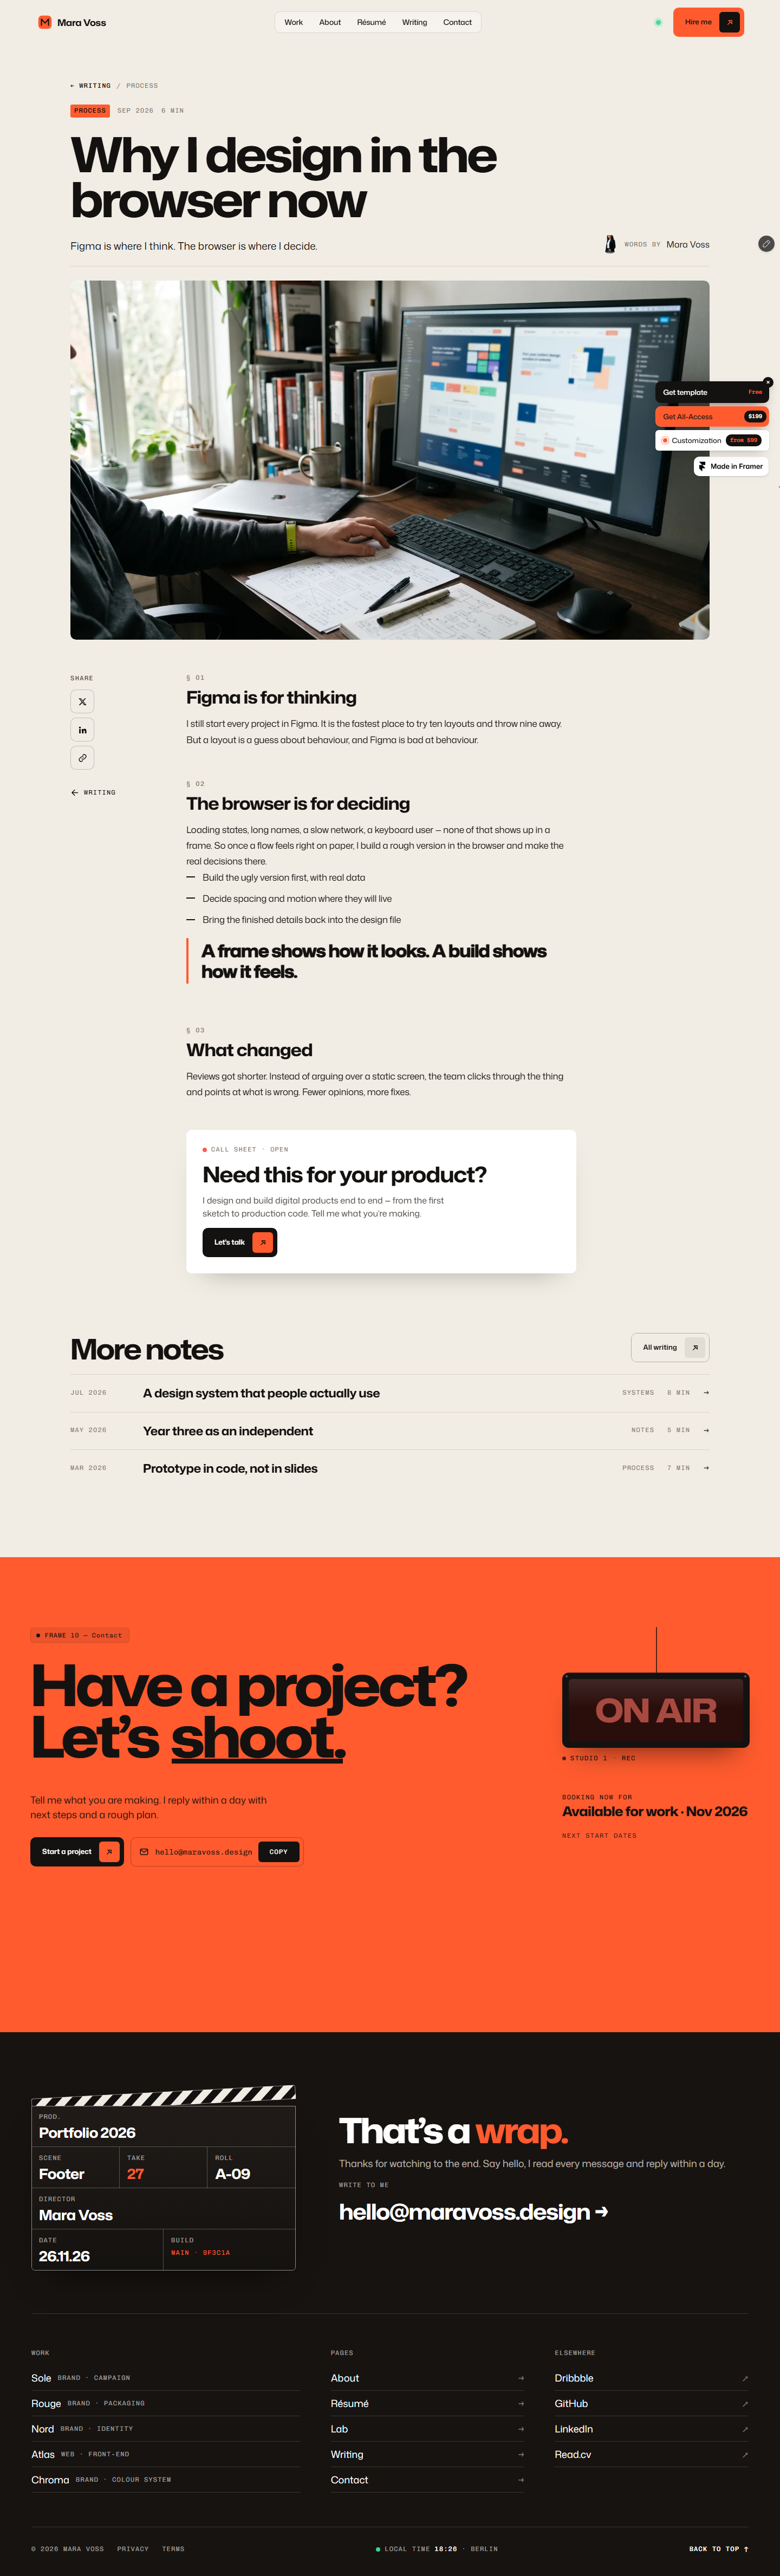 Mara Voss
Work About Résumé Writing Contact
Hire me
← WRITING / PROCESS
PROCESS SEP 2026 6 MIN
Why I design in the
browser now
Figma is where I think. The browser is where I decide.
WORDS BY Mara Voss
Get template Free
Get All-Access $199
Customization from $99
Made in Framer
SHARE
← WRITING
§ 01
Figma is for thinking
I still start every project in Figma. It is the fastest place to try ten layouts and throw nine away.
But a layout is a guess about behaviour, and Figma is bad at behaviour.
§ 02
The browser is for deciding
Loading states, long names, a slow network, a keyboard user — none of that shows up in a
frame. So once a flow feels right on paper, I build a rough version in the browser and make the
real decisions there.
— Build the ugly version first, with real data
— Decide spacing and motion where they will live
— Bring the finished details back into the design file
A frame shows how it looks. A build shows
how it feels.
§ 03
What changed
Reviews got shorter. Instead of arguing over a static screen, the team clicks through the thing
and points at what is wrong. Fewer opinions, more fixes.
CALL SHEET · OPEN
Need this for your product?
I design and build digital products end to end — from the first
sketch to production code. Tell me what you're making.
Let's talk
More notes
All writing
JUL 2026 A design system that people actually use SYSTEMS 8 MIN →
MAY 2026 Year three as an independent NOTES 5 MIN →
MAR 2026 Prototype in code, not in slides PROCESS 7 MIN →
FRAME 10 — Contact
Have a project?
Let's shoot.
Tell me what you are making. I reply within a day with
next steps and a rough plan.
Start a project
hello@maravoss.design COPY
ON AIR
STUDIO 1 · REC
BOOKING NOW FOR
Available for work · Nov 2026
NEXT START DATES
PROD.
Portfolio 2026
SCENE TAKE ROLL
Footer 27 A-09
DIRECTOR
Mara Voss
DATE BUILD
26.11.26 MAIN · 9F3C1A
That's a wrap.
Thanks for watching to the end. Say hello, I read every message and reply within a day.
WRITE TO ME
hello@maravoss.design →
WORK
Sole BRAND · CAMPAIGN
Rouge BRAND · PACKAGING
Nord BRAND · IDENTITY
Atlas WEB · FRONT-END
Chroma BRAND · COLOUR SYSTEM
PAGES
About →
Résumé →
Lab →
Writing →
Contact →
ELSEWHERE
Dribbble ↗
GitHub ↗
LinkedIn ↗
Read.cv ↗
© 2026 MARA VOSS PRIVACY TERMS
LOCAL TIME 18:26 · BERLIN
BACK TO TOP ↑